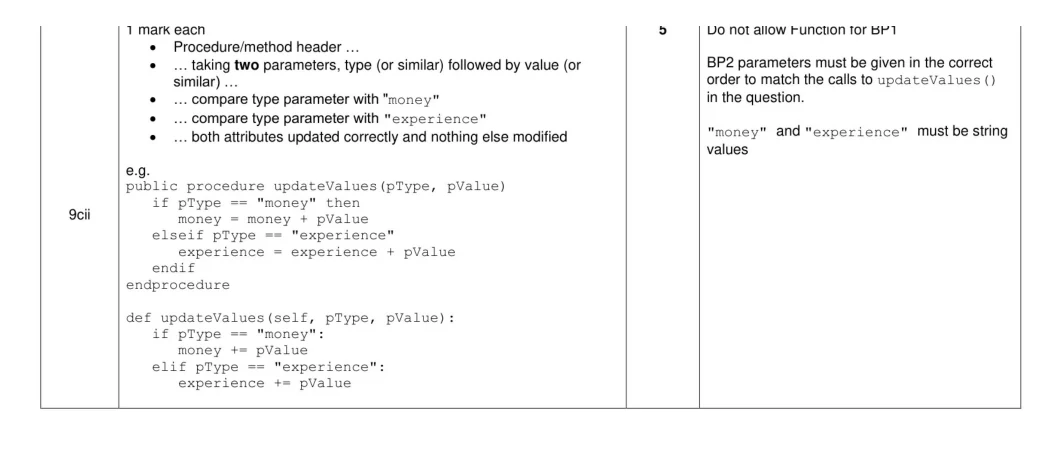 1 mark each
• Procedure/method header …
• … taking two parameters, type (or similar) followed by value (or
similar) …
• … compare type parameter with "money"
• … compare type parameter with "experience"
• … both attributes updated correctly and nothing else modified
e.g.
public procedure updateValues(pType, pValue)
if pType == "money" then
money = money + pValue
elseif pType == "experience"
experience = experience + pValue
endif
endprocedure
def updateValues(self, pType, pValue):
if pType == "money":
money += pValue
elif pType == "experience":
experience += pValue
9cii
5
Do not allow Function for BP1
BP2 parameters must be given in the correct
order to match the calls to updateValues()
in the question.
"money" and "experience" must be string
values